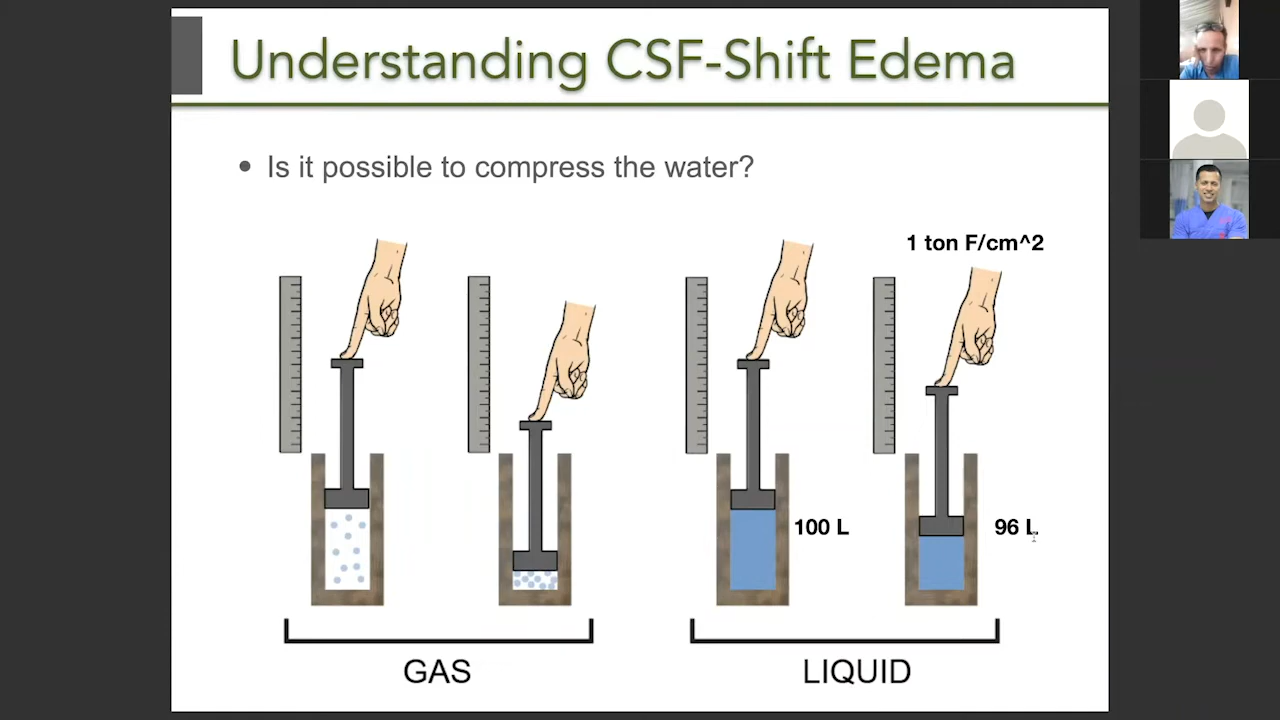 Understanding CSF-Shift Edema
• Is it possible to compress the water?
1 ton F/cm^2
100 L
96 L
GAS
LIQUID